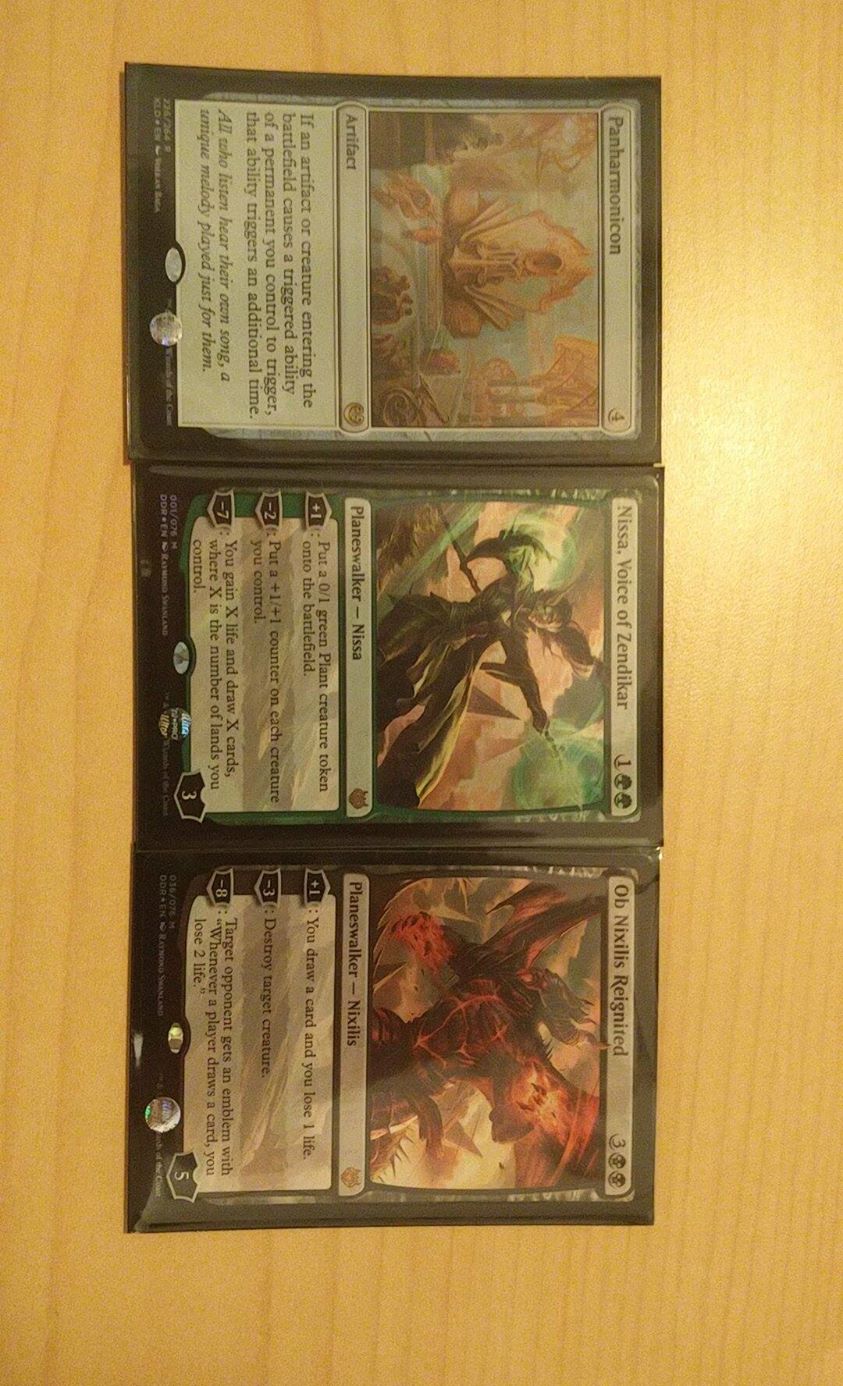 Panharmonicon 4
Artifact
If an artifact or creature entering the
battlefield causes a triggered ability
of a permanent you control to trigger,
that ability triggers an additional time.
All who listen hear their own song, a
unique melody played just for them.
KLD • EN Volkan Baga
Nissa, Voice of Zendikar 1
Planeswalker — Nissa
+1: Put a 0/1 green Plant creature token
onto the battlefield.
−2: Put a +1/+1 counter on each creature
you control.
−7: You gain X life and draw X cards,
where X is the number of lands you
control.
3
001/076 M
DDR★EN Raymond Swanland
Ob Nixilis Reignited 3
Planeswalker — Nixilis
+1: You draw a card and you lose 1 life.
−3: Destroy target creature.
−8: Target opponent gets an emblem with
“Whenever a player draws a card, you
lose 2 life.”
5
036/076 M
DDR★EN Raymond Swanland